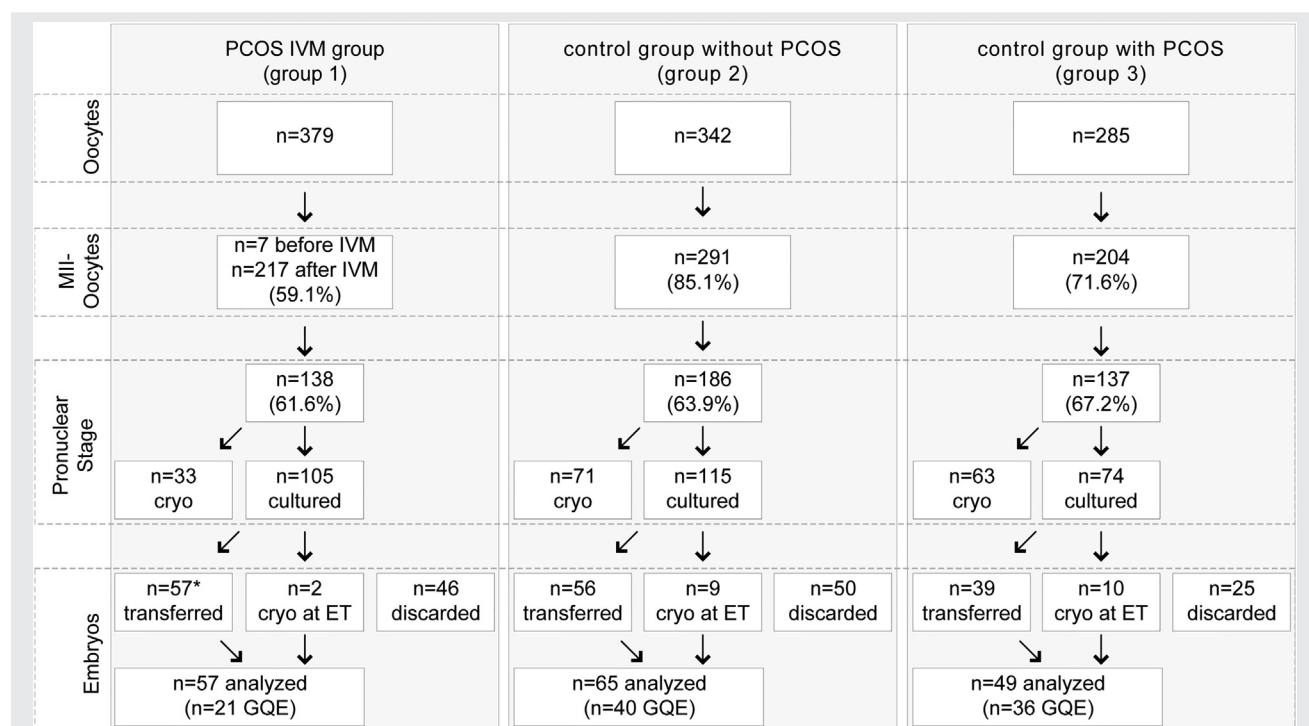 PCOS IVM group
(group 1)
control group without PCOS
(group 2)
control group with PCOS
(group 3)
Oocytes
n=379
n=342
n=285
MII-
Oocytes
n=7 before IVM
n=217 after IVM
(59.1%)
n=291
(85.1%)
n=204
(71.6%)
Pronuclear
Stage
n=138
(61.6%)
n=186
(63.9%)
n=137
(67.2%)
n=33
cryo
n=105
cultured
n=71
cryo
n=115
cultured
n=63
cryo
n=74
cultured
Embryos
n=57*
transferred
n=2
cryo at ET
n=46
discarded
n=56
transferred
n=9
cryo at ET
n=50
discarded
n=39
transferred
n=10
cryo at ET
n=25
discarded
n=57 analyzed
(n=21 GQE)
n=65 analyzed
(n=40 GQE)
n=49 analyzed
(n=36 GQE)